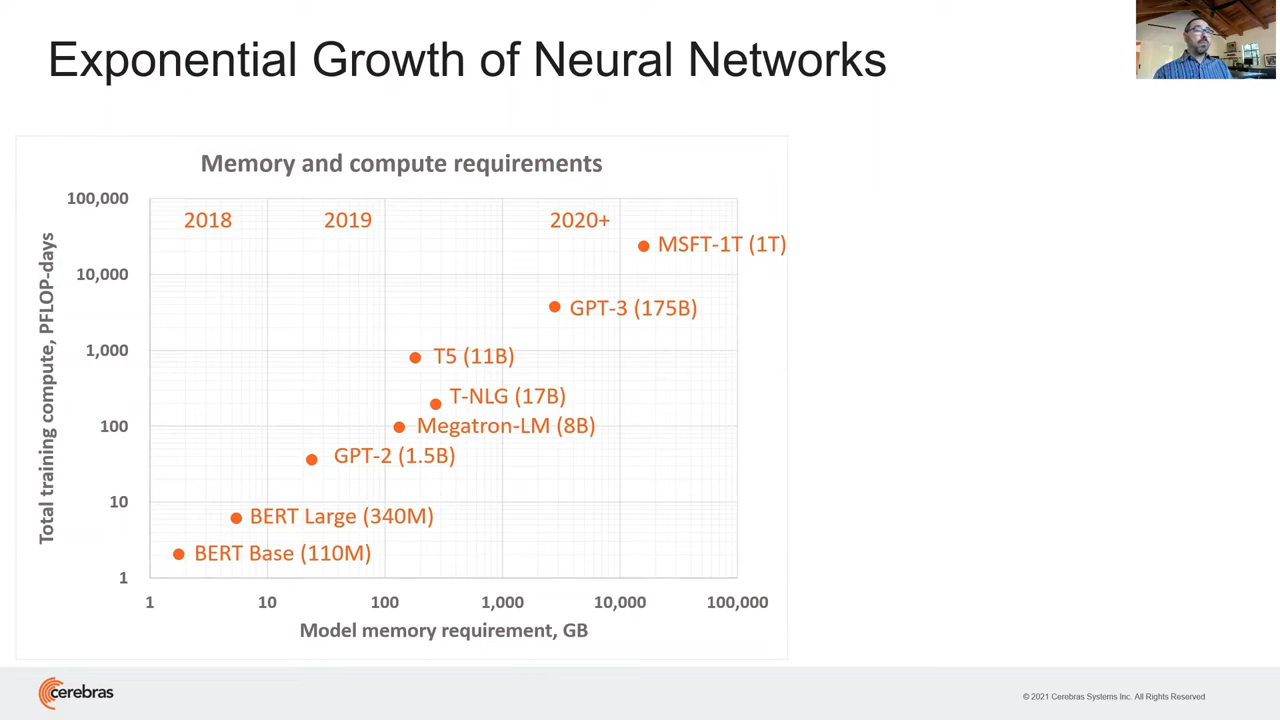 Exponential Growth of Neural Networks
Memory and compute requirements
Total training compute, PFLOP-days
100,000
10,000
1,000
100
10
1
2018
2019
2020+
MSFT-1T (1T)
GPT-3 (175B)
T5 (11B)
T-NLG (17B)
Megatron-LM (8B)
GPT-2 (1.5B)
BERT Large (340M)
BERT Base (110M)
1
10
100
1,000
10,000
100,000
Model memory requirement, GB
cerebras
© 2021 Cerebras Systems Inc. All Rights Reserved